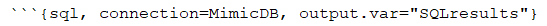 ```{sql, connection=MimicDB, output.var="SQLresults"}